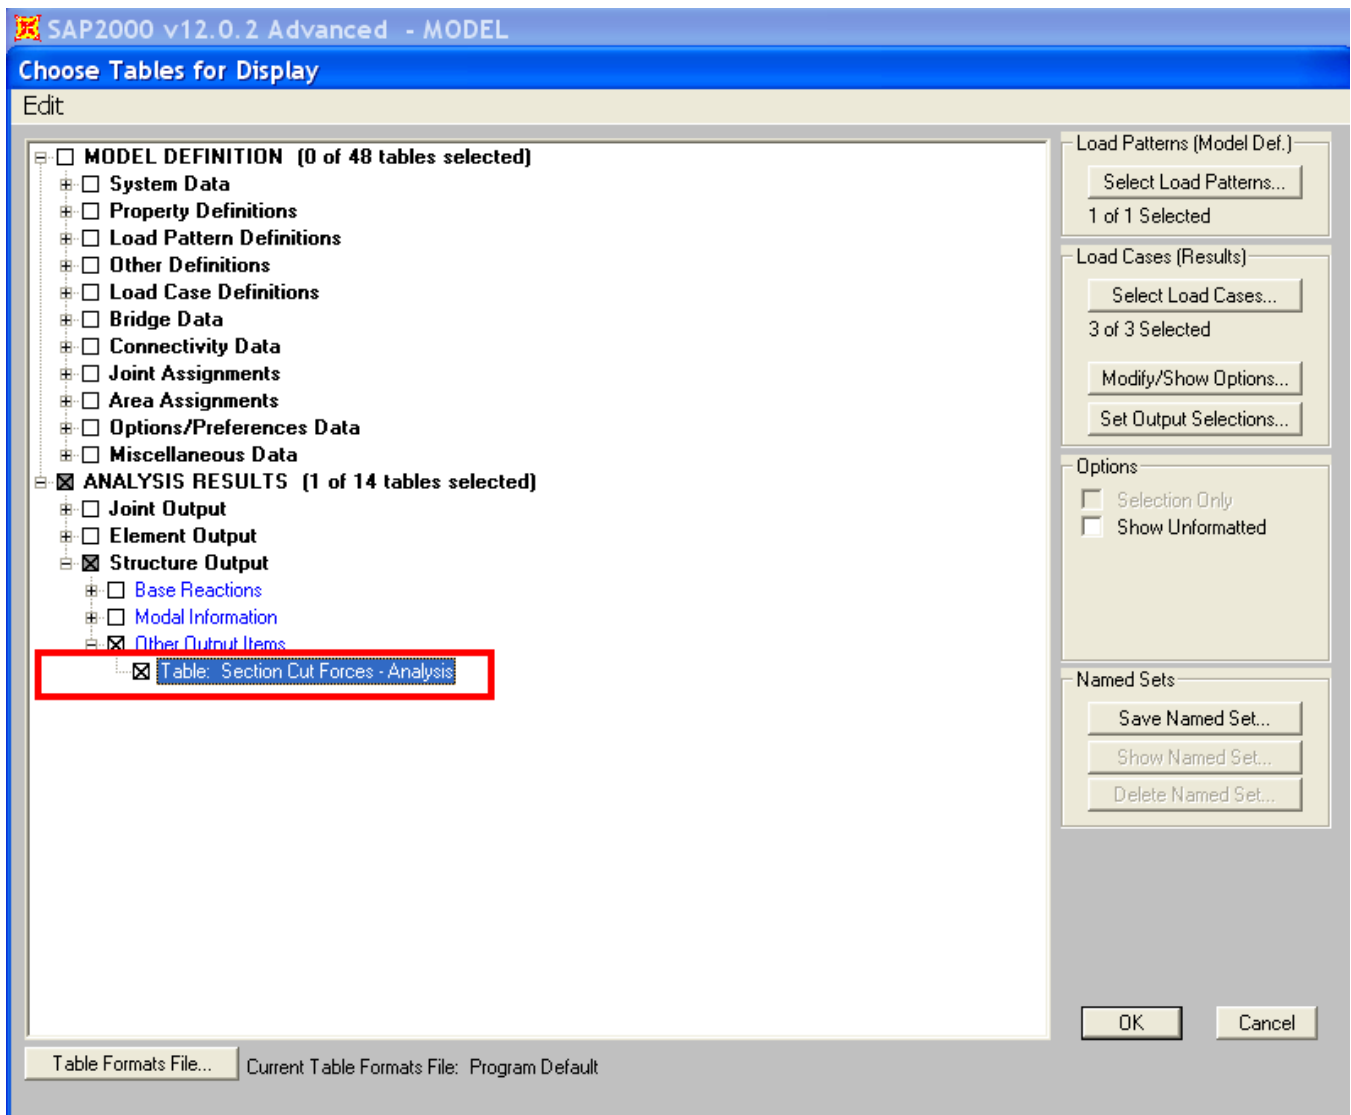 SAP2000 v12.0.2 Advanced - MODEL
Choose Tables for Display
Edit
MODEL DEFINITION (0 of 48 tables selected)
System Data
Property Definitions
Load Pattern Definitions
Other Definitions
Load Case Definitions
Bridge Data
Connectivity Data
Joint Assignments
Area Assignments
Options/Preferences Data
Miscellaneous Data
ANALYSIS RESULTS (1 of 14 tables selected)
Joint Output
Element Output
Structure Output
Base Reactions
Modal Information
Other Output Items
Table: Section Cut Forces - Analysis
Load Patterns (Model Def.)
Select Load Patterns...
1 of 1 Selected
Load Cases (Results)
Select Load Cases...
3 of 3 Selected
Modify/Show Options...
Set Output Selections...
Options
Selection Only
Show Unformatted
Named Sets
Save Named Set...
Show Named Set...
Delete Named Set...
OK Cancel
Table Formats File... Current Table Formats File: Program Default